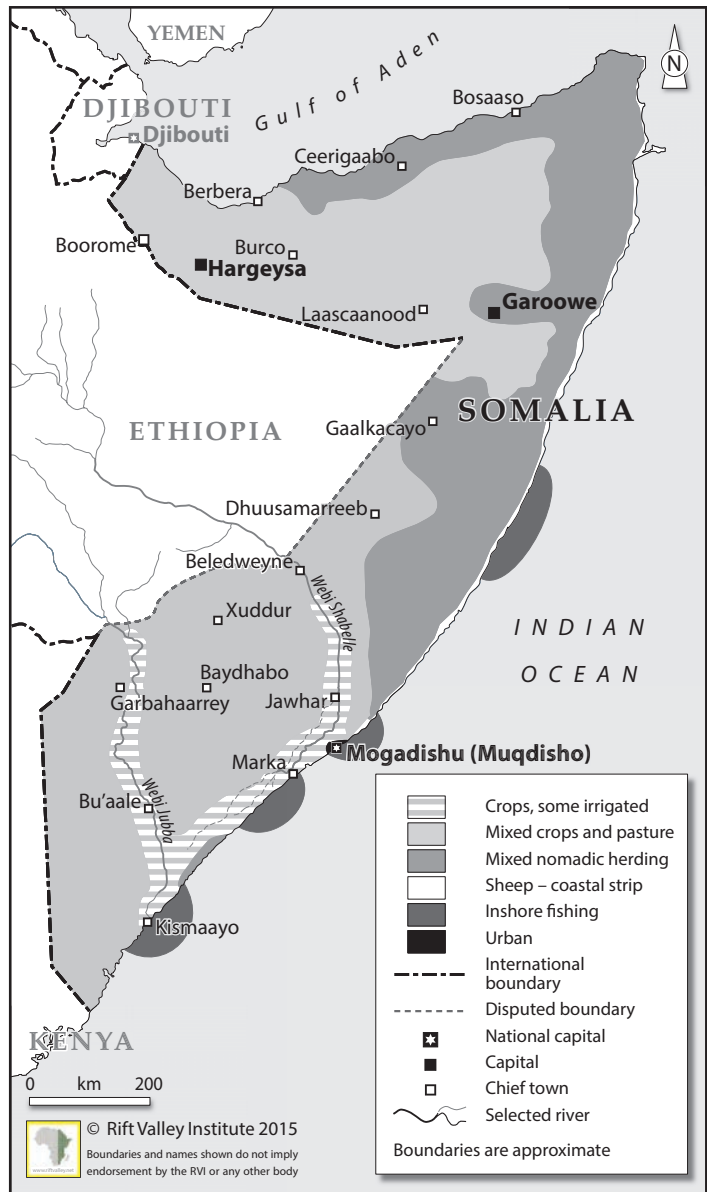 YEMEN
Gulf of Aden
N
DJIBOUTI
Djibouti
Bosaaso
Ceerigaabo
Berbera
Boorome
Burco
Hargeysa
Garoowe
Laascaanood
SOMALIA
ETHIOPIA
Gaalkacayo
Dhuusamarreeb
Beledweyne
Webi Shabelle
Xuddur
INDIAN
OCEAN
Baydhabo
Garbahaarrey
Jawhar
Mogadishu (Muqdisho)
Marka
Bu'aale
Webi Jubba
Kismaayo
KENYA
0 km 200
Crops, some irrigated
Mixed crops and pasture
Mixed nomadic herding
Sheep – coastal strip
Inshore fishing
Urban
International
boundary
Disputed boundary
National capital
Capital
Chief town
Selected river
Boundaries are approximate
© Rift Valley Institute 2015
Boundaries and names shown do not imply
endorsement by the RVI or any other body
www.riftvalley.net